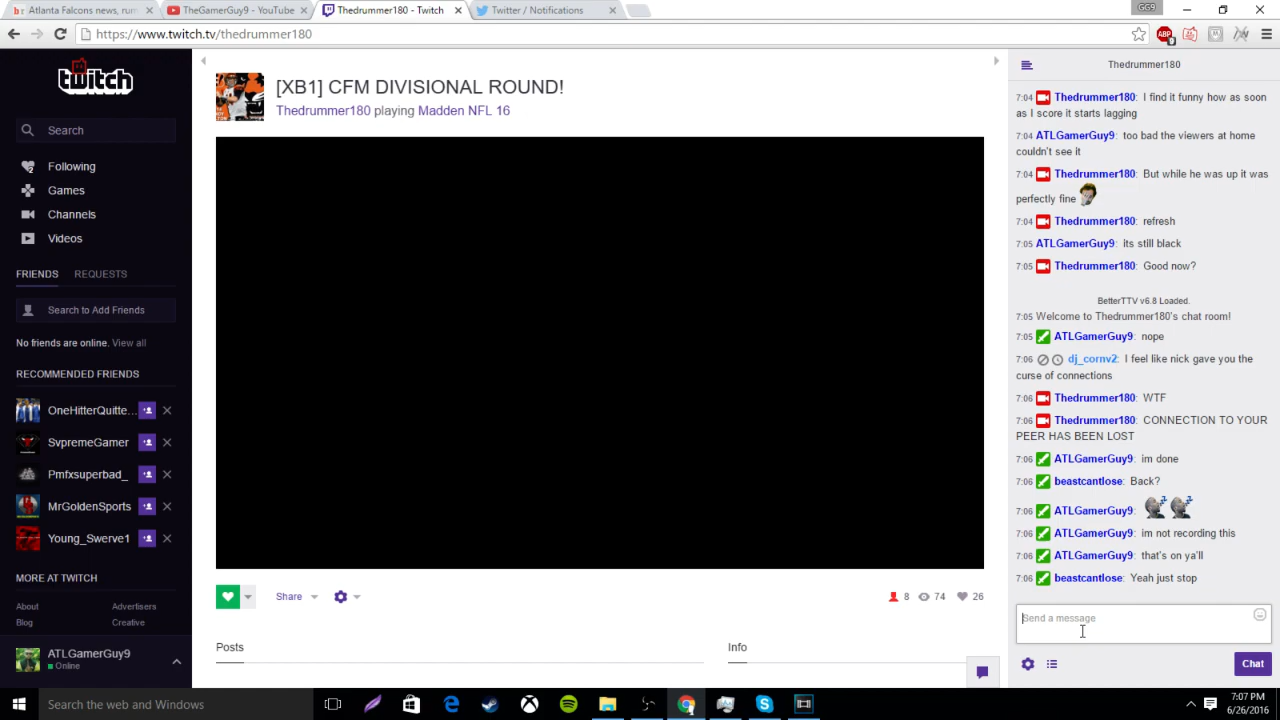 Atlanta Falcons news, rum
TheGamerGuy9 - YouTube
Thedrummer180 - Twitch
Twitter / Notifications
GG9
https://www.twitch.tv/thedrummer180
twitch
Search
Following
Games
Channels
Videos
FRIENDS REQUESTS
Search to Add Friends
No friends are online. View all
RECOMMENDED FRIENDS
OneHitterQuitte...
SvpremeGamer
Pmfxsuperbad_
MrGoldenSports
Young_Swerve1
MORE AT TWITCH
About Advertisers
Blog Creative
ATLGamerGuy9
Online
[XB1] CFM DIVISIONAL ROUND!
Thedrummer180 playing Madden NFL 16
Share
8 74 26
Posts
Info
Thedrummer180
7:04 Thedrummer180: I find it funny how as soon
as I score it starts lagging
7:04 ATLGamerGuy9: too bad the viewers at home
couldn't see it
7:04 Thedrummer180: But while he was up it was
perfectly fine
7:04 Thedrummer180: refresh
7:05 ATLGamerGuy9: its still black
7:05 Thedrummer180: Good now?
BetterTTV v6.8 Loaded.
7:05 Welcome to Thedrummer180's chat room!
7:05 ATLGamerGuy9: nope
7:06 dj_cornv2: I feel like nick gave you the
curse of connections
7:06 Thedrummer180: WTF
7:06 Thedrummer180: CONNECTION TO YOUR
PEER HAS BEEN LOST
7:06 ATLGamerGuy9: im done
7:06 beastcantlose: Back?
7:06 ATLGamerGuy9:
7:06 ATLGamerGuy9: im not recording this
7:06 ATLGamerGuy9: that's on ya'll
7:06 beastcantlose: Yeah just stop
Send a message
Chat
Search the web and Windows
7:07 PM
6/26/2016